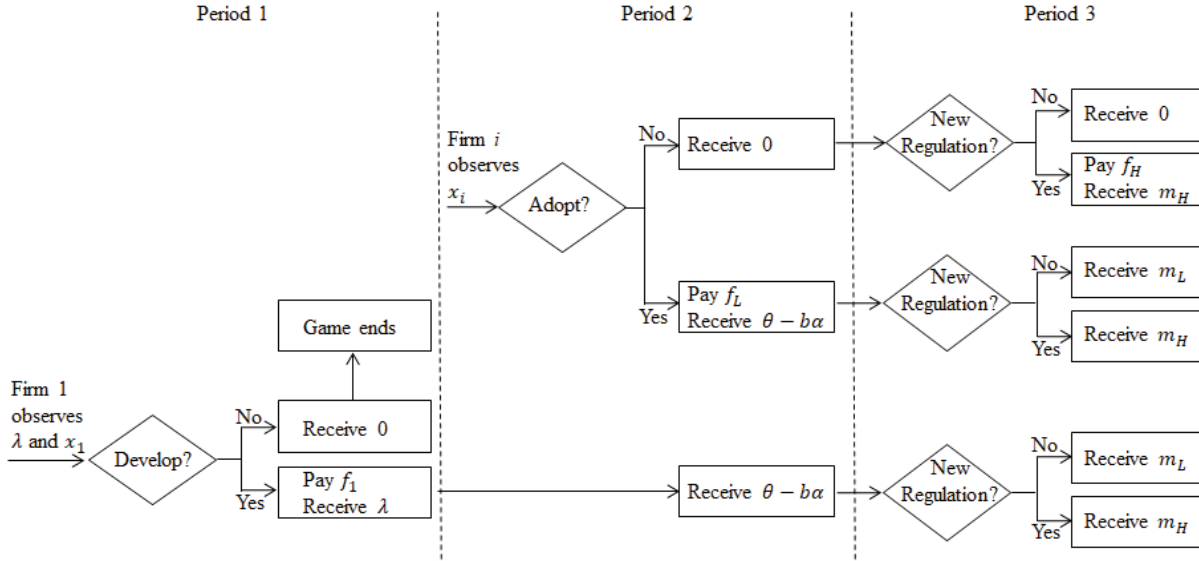 Period 1
Period 2
Period 3
Firm 1
observes
λ and x₁
Develop?
No
Yes
Game ends
Receive 0
Pay f₁
Receive λ
Firm i
observes
xᵢ
Adopt?
No
Yes
Receive 0
Pay f_L
Receive θ − bα
Receive θ − bα
New
Regulation?
No
Yes
Receive 0
Pay f_H
Receive m_H
New
Regulation?
No
Yes
Receive m_L
Receive m_H
New
Regulation?
No
Yes
Receive m_L
Receive m_H